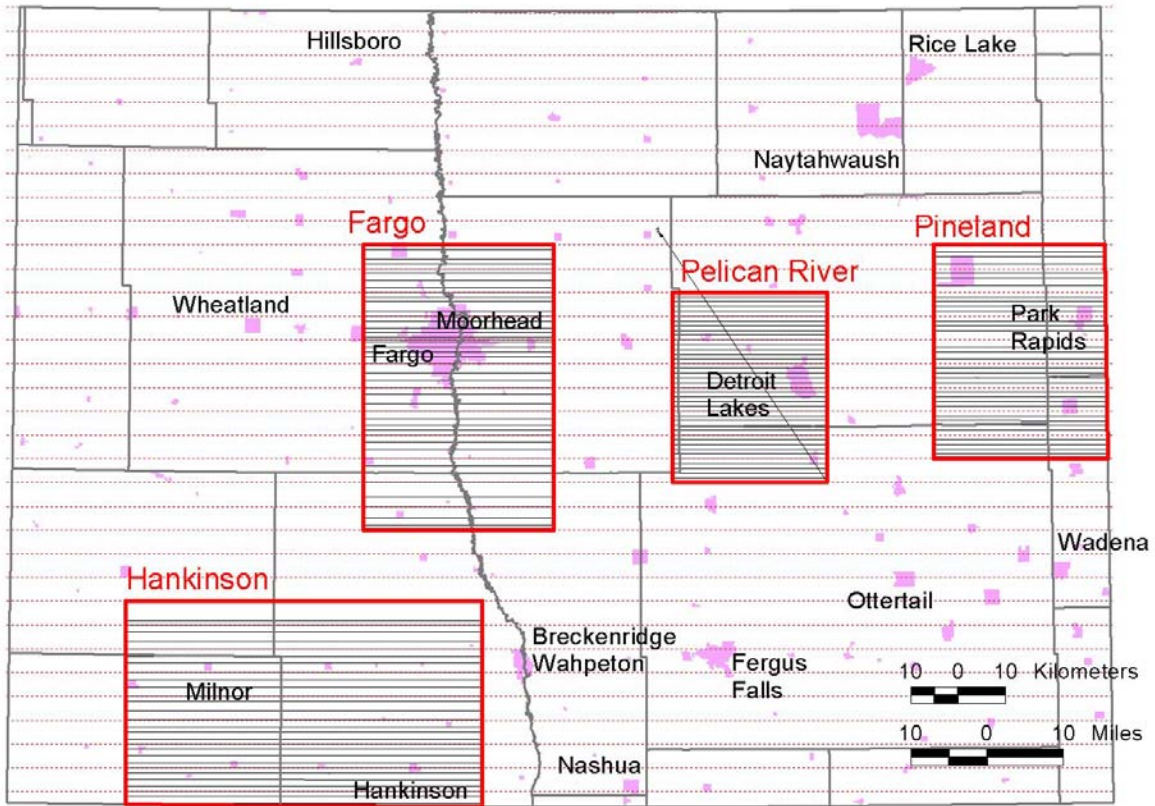 Hillsboro
Rice Lake
Naytahwaush
Fargo
Pineland
Pelican River
Wheatland
Moorhead
Fargo
Park
Rapids
Detroit
Lakes
Wadena
Hankinson
Ottertail
Breckenridge
Wahpeton
Fergus
Falls
10 0 10 Kilometers
Milnor
10 0 10 Miles
Nashua
Hankinson